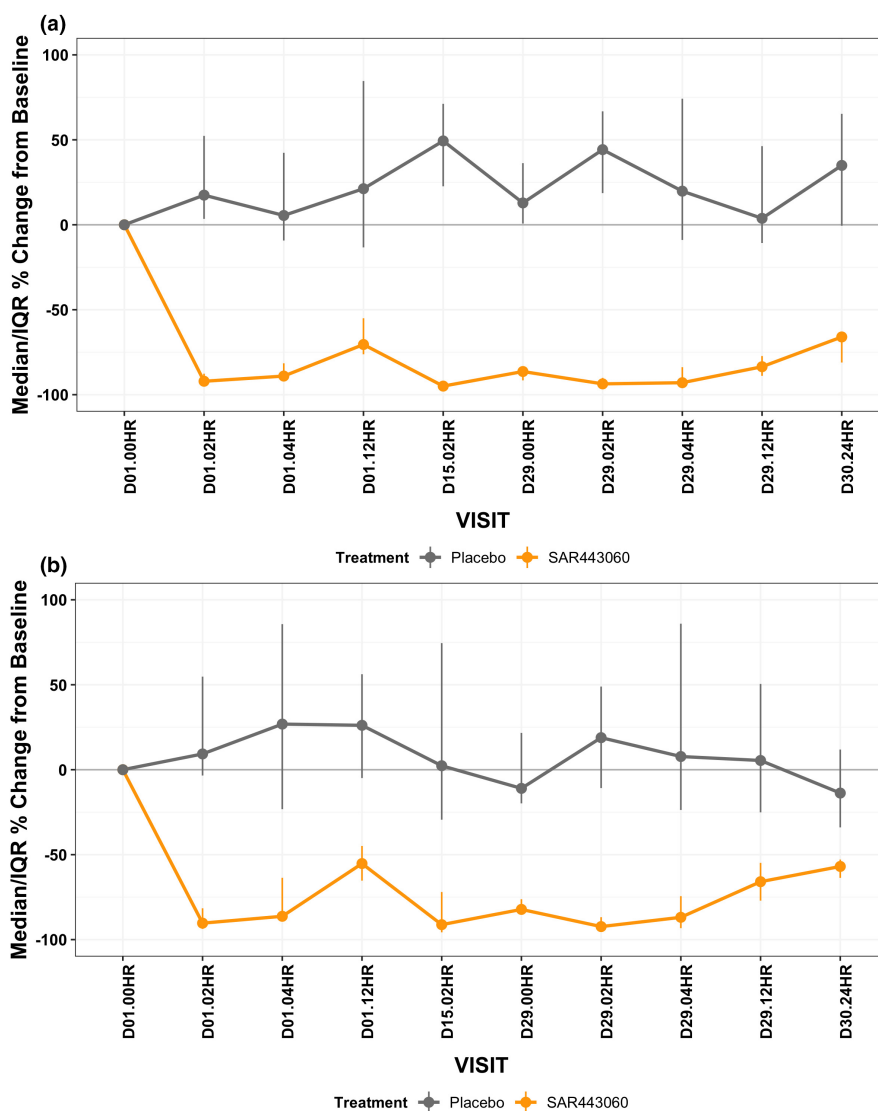 (a)
Median/IQR % Change from Baseline
100
50
0
-50
-100
D01.00HR
D01.02HR
D01.04HR
D01.12HR
D15.02HR
D29.00HR
D29.02HR
D29.04HR
D29.12HR
D30.24HR
VISIT
Treatment Placebo SAR443060
(b)
Median/IQR % Change from Baseline
100
50
0
-50
-100
D01.00HR
D01.02HR
D01.04HR
D01.12HR
D15.02HR
D29.00HR
D29.02HR
D29.04HR
D29.12HR
D30.24HR
VISIT
Treatment Placebo SAR443060